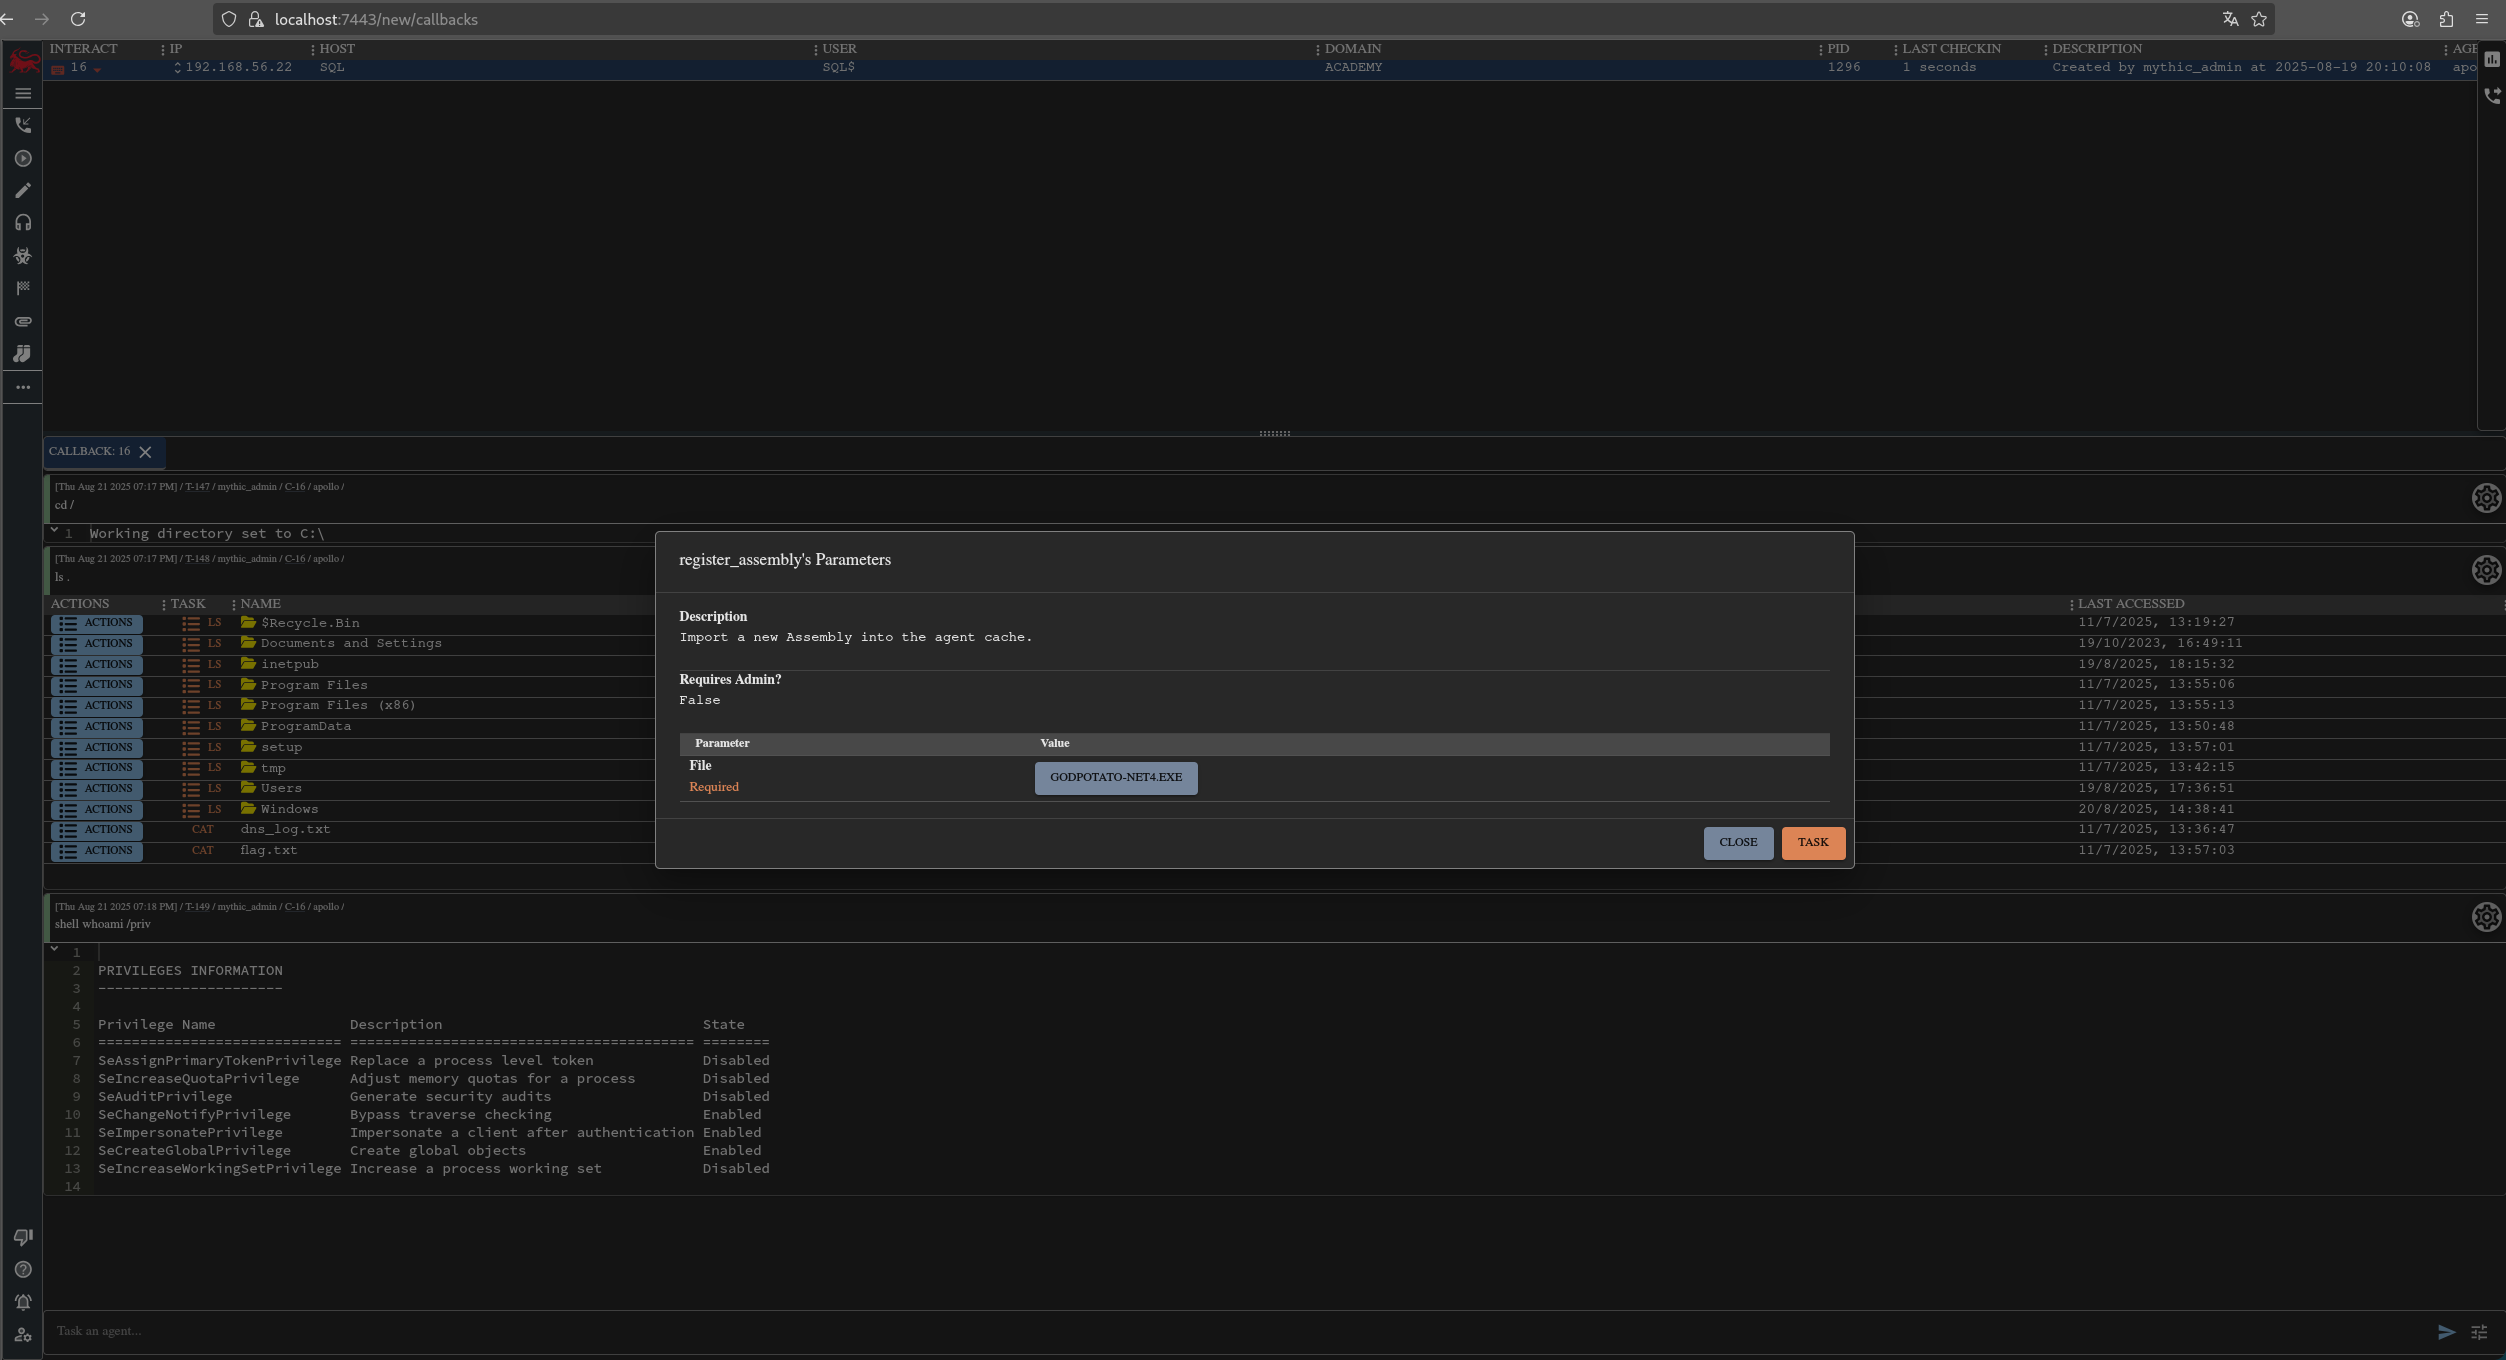 localhost:7443/new/callbacks
INTERACT IP HOST USER DOMAIN PID LAST CHECKIN DESCRIPTION AGE
16 192.168.56.22 SQL SQL$ ACADEMY 1296 1 seconds Created by mythic_admin at 2025-08-19 20:10:08 apo
CALLBACK: 16
[Thu Aug 21 2025 07:17 PM] / T-147 / mythic_admin / C-16 / apollo /
cd /
1 Working directory set to C:\
[Thu Aug 21 2025 07:17 PM] / T-148 / mythic_admin / C-16 / apollo /
ls .
ACTIONS TASK NAME LAST ACCESSED
ACTIONS LS $Recycle.Bin 11/7/2025, 13:19:27
ACTIONS LS Documents and Settings 19/10/2023, 16:49:11
ACTIONS LS inetpub 19/8/2025, 18:15:32
ACTIONS LS Program Files 11/7/2025, 13:55:06
ACTIONS LS Program Files (x86) 11/7/2025, 13:55:13
ACTIONS LS ProgramData 11/7/2025, 13:50:48
ACTIONS LS setup 11/7/2025, 13:57:01
ACTIONS LS tmp 11/7/2025, 13:42:15
ACTIONS LS Users 19/8/2025, 17:36:51
ACTIONS LS Windows 20/8/2025, 14:38:41
ACTIONS CAT dns_log.txt 11/7/2025, 13:36:47
ACTIONS CAT flag.txt 11/7/2025, 13:57:03
register_assembly's Parameters
Description
Import a new Assembly into the agent cache.
Requires Admin?
False
Parameter Value
File
Required
GODPOTATO-NET4.EXE
CLOSE TASK
[Thu Aug 21 2025 07:18 PM] / T-149 / mythic_admin / C-16 / apollo /
shell whoami /priv
1
2 PRIVILEGES INFORMATION
3 ----------------------
4
5 Privilege Name Description State
6 ============================= ========================================= ========
7 SeAssignPrimaryTokenPrivilege Replace a process level token Disabled
8 SeIncreaseQuotaPrivilege Adjust memory quotas for a process Disabled
9 SeAuditPrivilege Generate security audits Disabled
10 SeChangeNotifyPrivilege Bypass traverse checking Enabled
11 SeImpersonatePrivilege Impersonate a client after authentication Enabled
12 SeCreateGlobalPrivilege Create global objects Enabled
13 SeIncreaseWorkingSetPrivilege Increase a process working set Disabled
14
Task an agent...